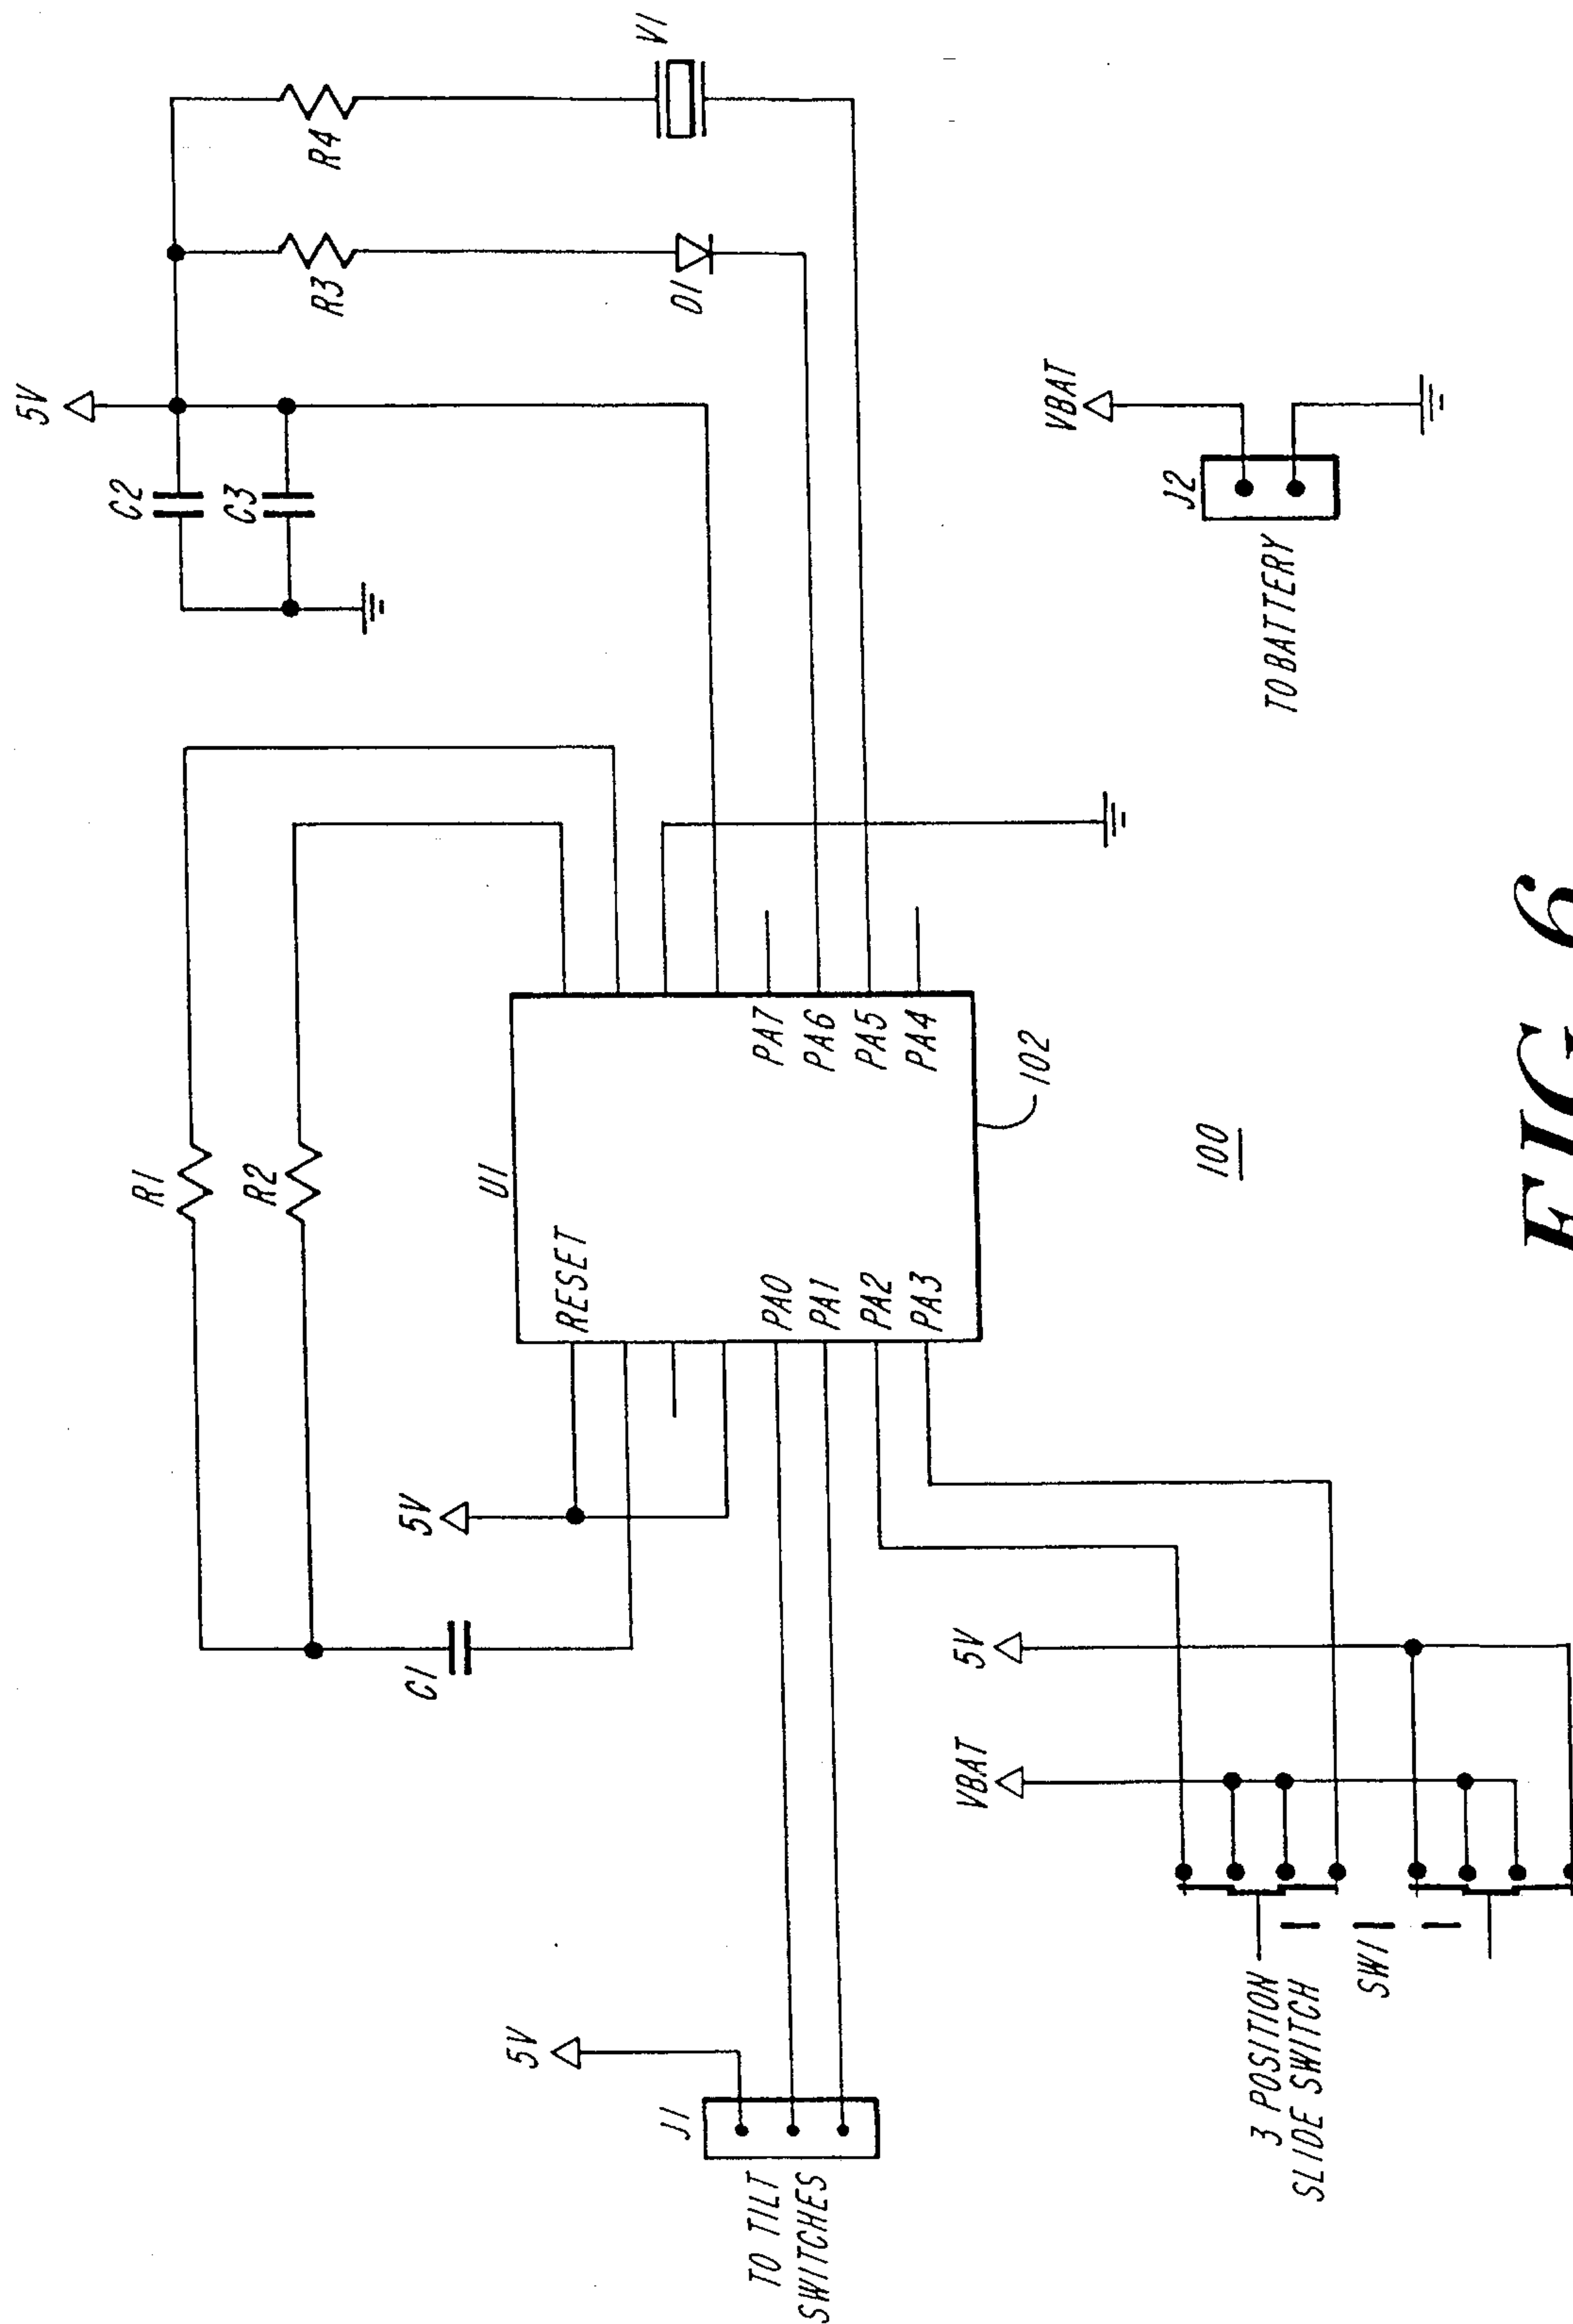 5V
C2
R1
C3
R2
R4
R3
5V
C1
U1
5V
RESET
V1
J1
D1
TO TILT
SWITCHES
PA0
PA1
PA2
PA3
PA7
PA6
PA5
PA4
102
VBAT
5V
VBAT
J2
TO BATTERY
100
3 POSITION
SLIDE SWITCH
SW1
FIG 6